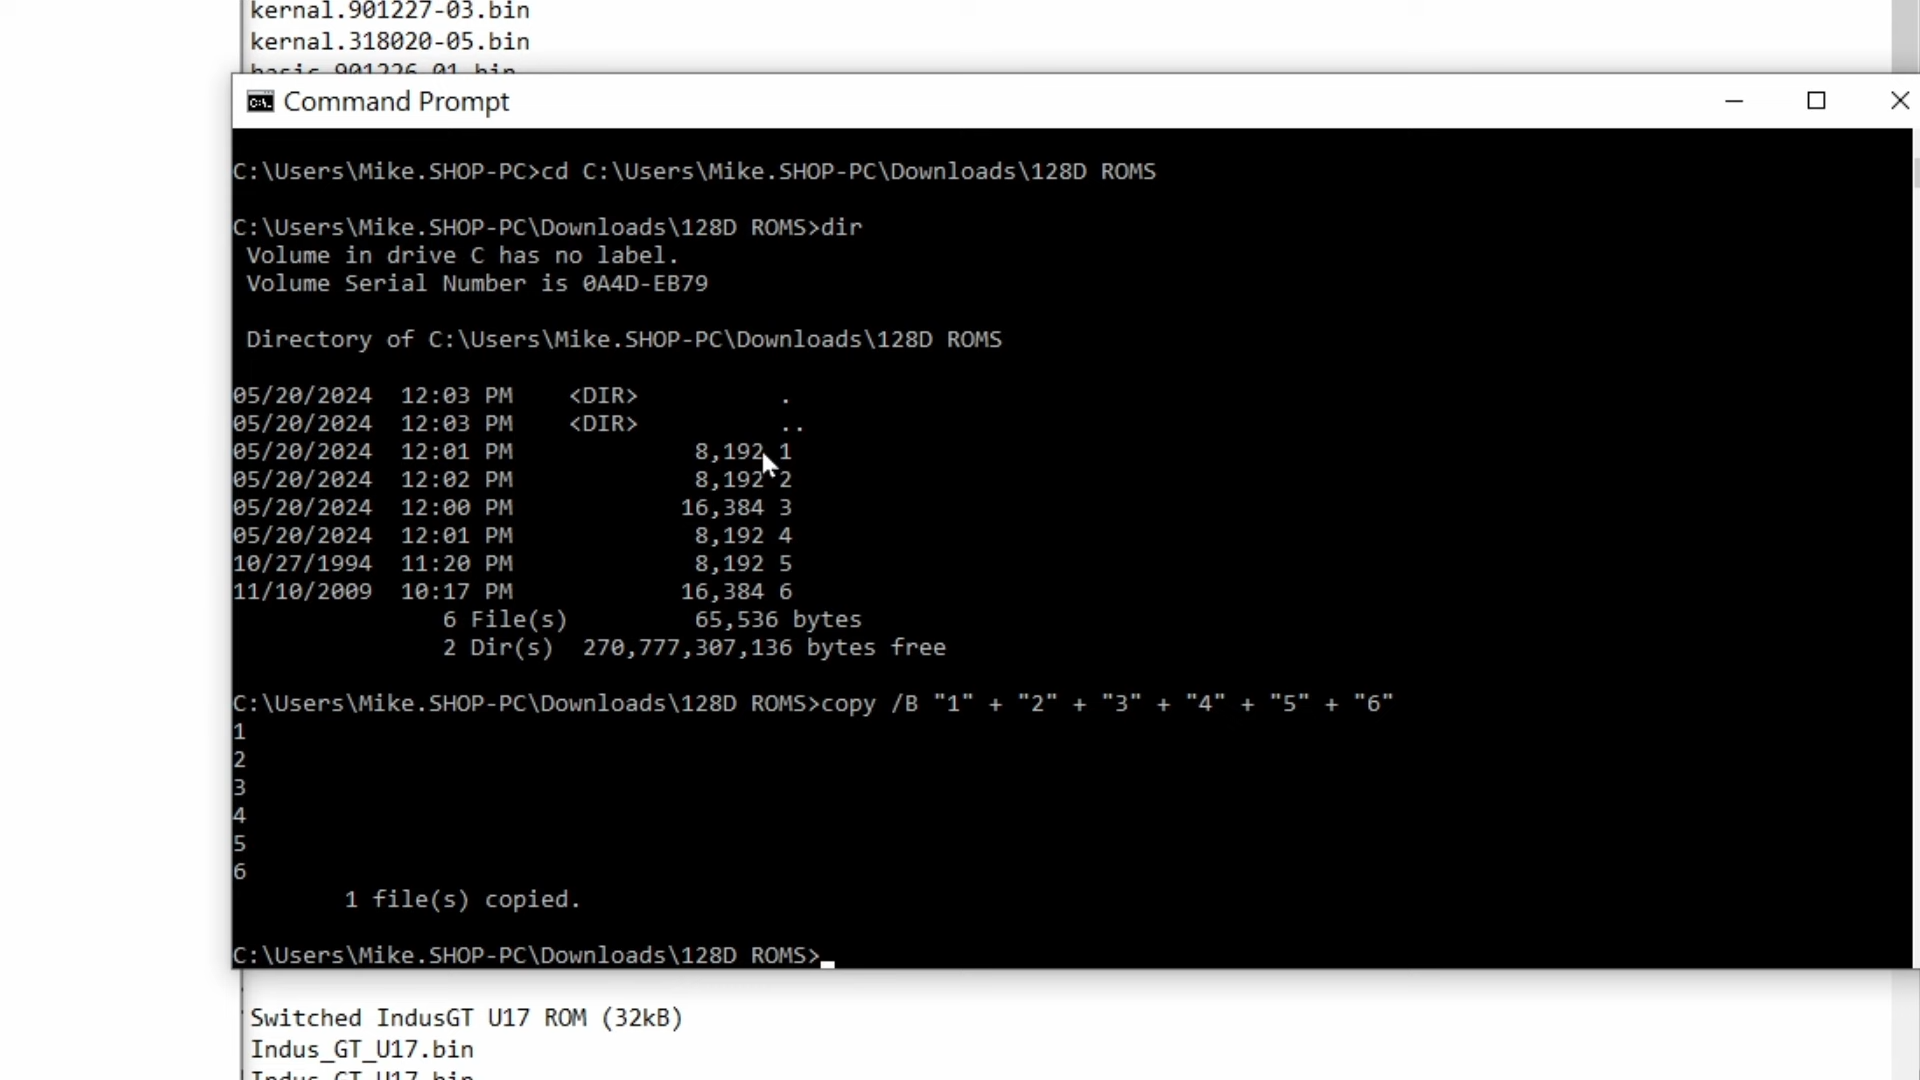 kernal.901227-03.bin
kernal.318020-05.bin
basic.901226-01.bin
Command Prompt
C:\Users\Mike.SHOP-PC>cd C:\Users\Mike.SHOP-PC\Downloads\128D ROMS
C:\Users\Mike.SHOP-PC\Downloads\128D ROMS>dir
Volume in drive C has no label.
Volume Serial Number is 0A4D-EB79
Directory of C:\Users\Mike.SHOP-PC\Downloads\128D ROMS
05/20/2024  12:03 PM    <DIR>          .
05/20/2024  12:03 PM    <DIR>          ..
05/20/2024  12:01 PM             8,192 1
05/20/2024  12:02 PM             8,192 2
05/20/2024  12:00 PM            16,384 3
05/20/2024  12:01 PM             8,192 4
10/27/1994  11:20 PM             8,192 5
11/10/2009  10:17 PM            16,384 6
6 File(s)         65,536 bytes
2 Dir(s)  270,777,307,136 bytes free
C:\Users\Mike.SHOP-PC\Downloads\128D ROMS>copy /B "1" + "2" + "3" + "4" + "5" + "6"
1
2
3
4
5
6
1 file(s) copied.
C:\Users\Mike.SHOP-PC\Downloads\128D ROMS>
Switched IndusGT U17 ROM (32kB)
Indus_GT_U17.bin
Indus_GT_U17.bin